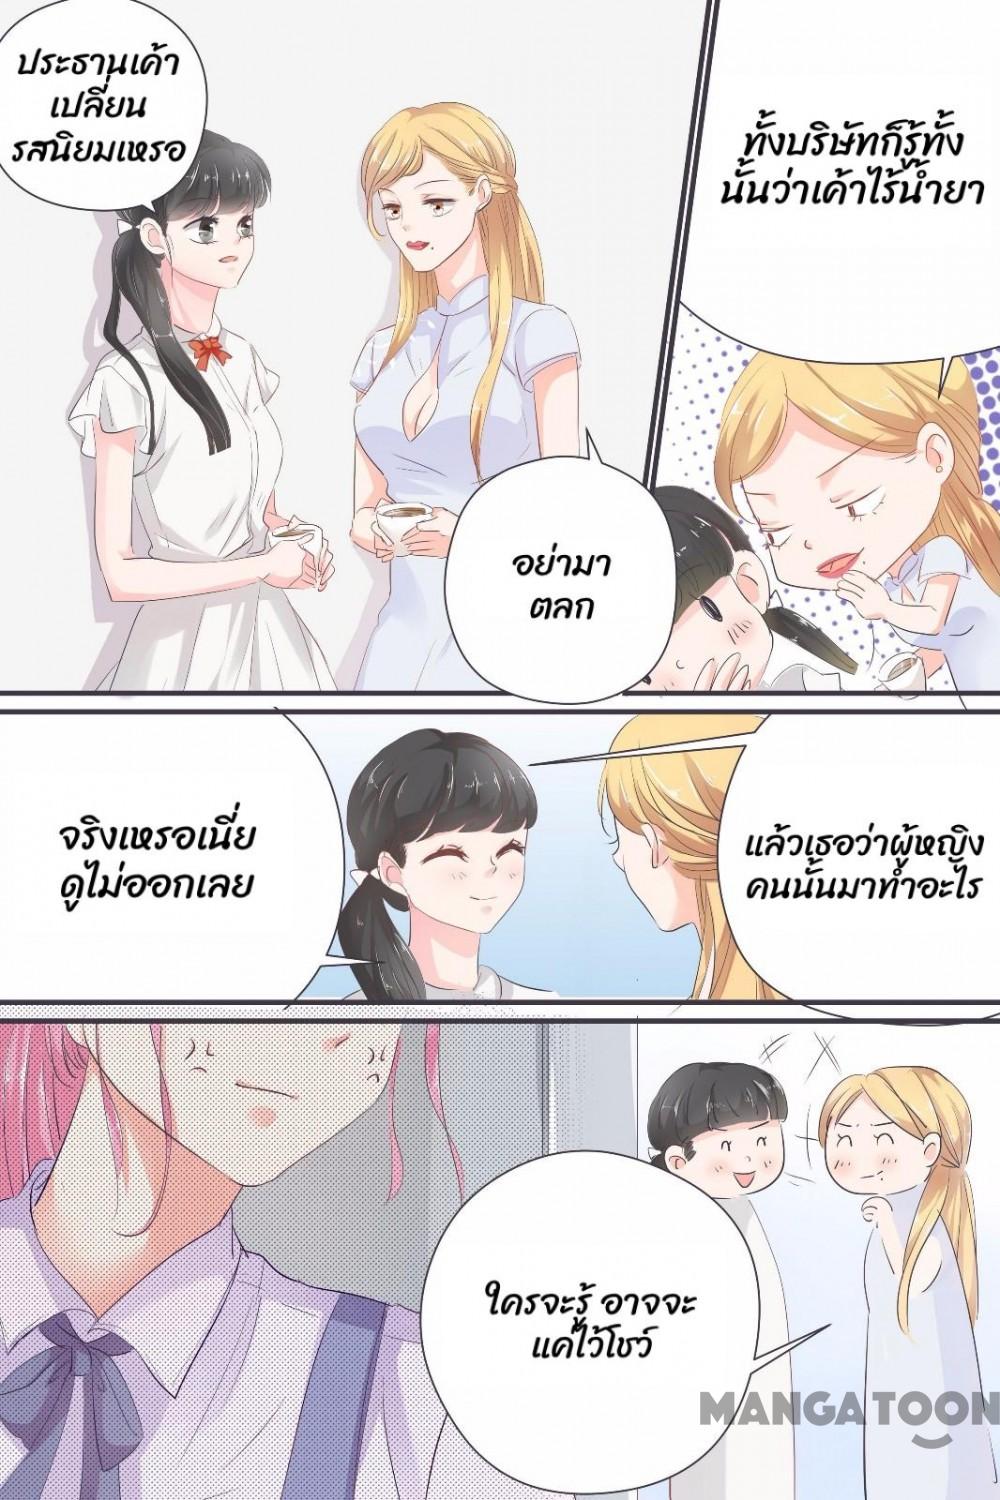 ประธานเค้า
เปลี่ยน
รสนิยมเหรอ
อย่ามา
ตลก
ทั้งบริษัทก็รู้ทั้ง
นั้นว่าเค้าไร้น้ำยา
แล้วเธอว่าผู้หญิง
คนนั้นมาทำอะไร
จริงเหรอเนี่ย
ดูไม่ออกเลย
ใครจะรู้ อาจจะ
แค่ไว้โชว์
MANGATOON